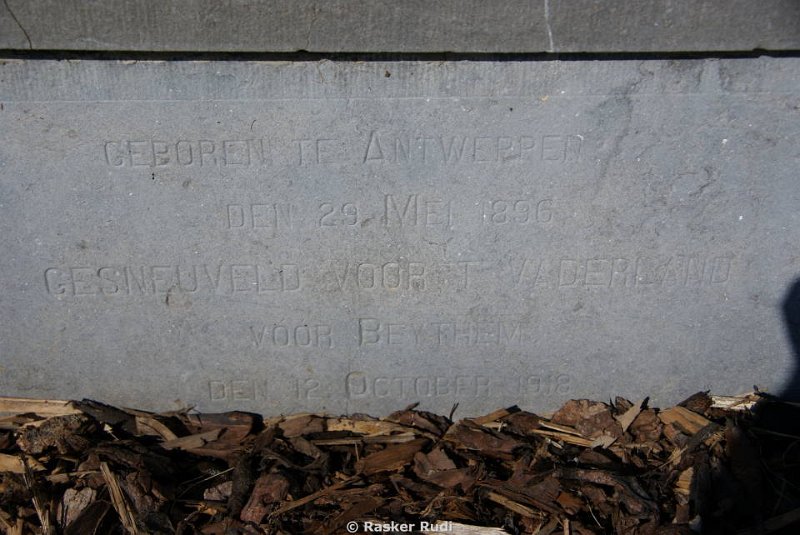 GEBOREN TE ANTWERPEN
DEN 29 MEI 1896
GESNEUVELD VOOR 'T VADERLAND
VOOR BEYTHEM
DEN 12 OCTOBER 1918
© Rasker Rudi